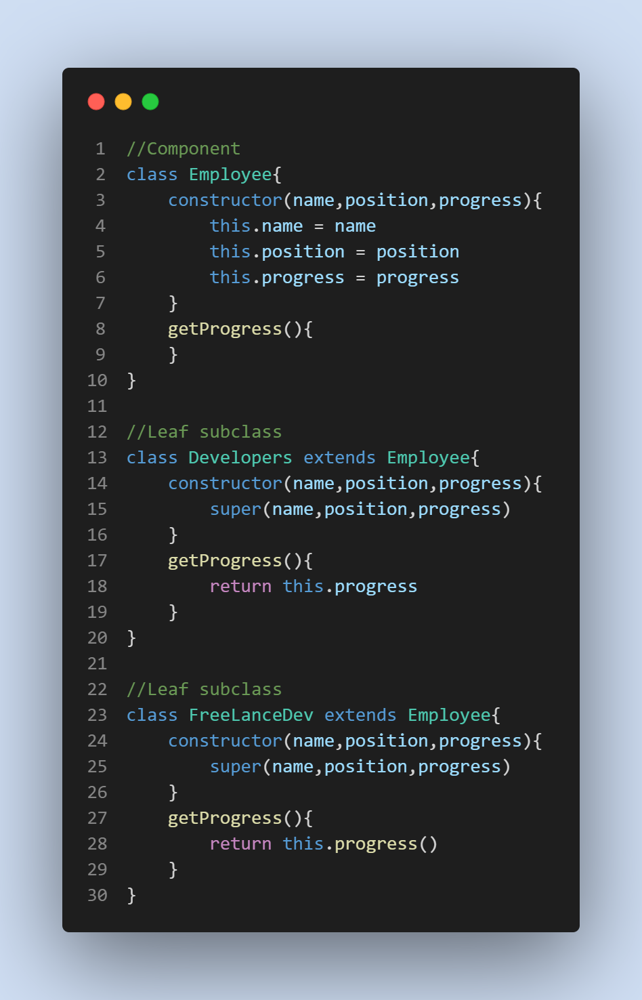 1 //Component
2 class Employee{
3     constructor(name,position,progress){
4         this.name = name
5         this.position = position
6         this.progress = progress
7     }
8     getProgress(){
9     }
10 }
11
12 //Leaf subclass
13 class Developers extends Employee{
14     constructor(name,position,progress){
15         super(name,position,progress)
16     }
17     getProgress(){
18         return this.progress
19     }
20 }
21
22 //Leaf subclass
23 class FreeLanceDev extends Employee{
24     constructor(name,position,progress){
25         super(name,position,progress)
26     }
27     getProgress(){
28         return this.progress()
29     }
30 }